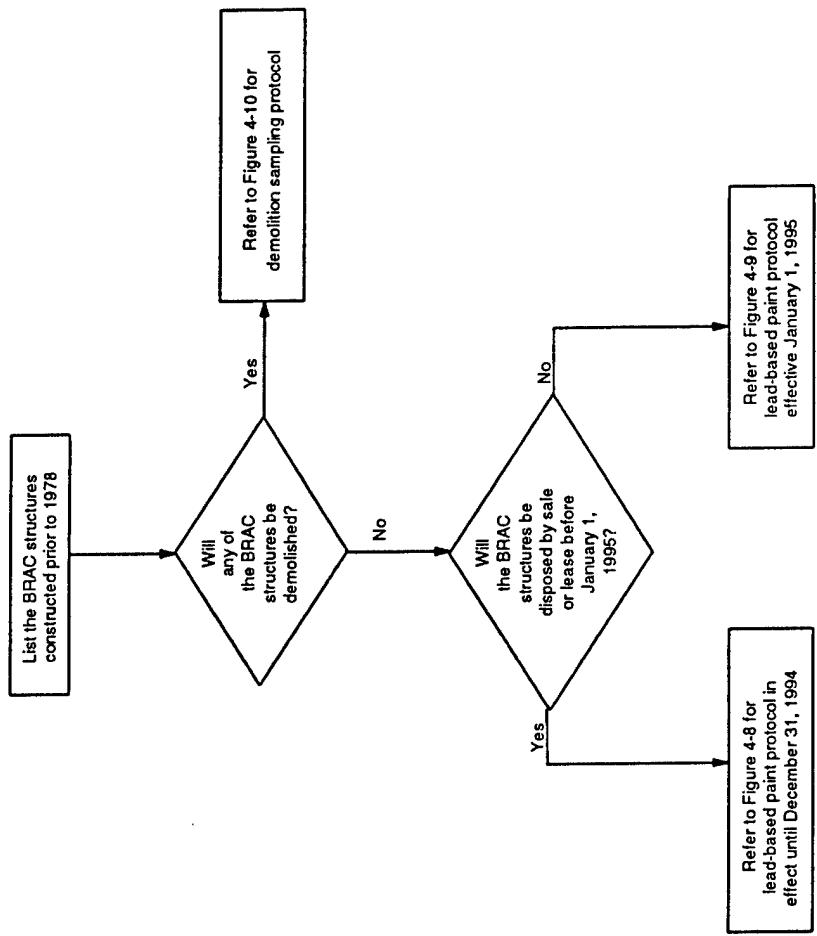 List the BRAC structures
constructed prior to 1978
Will
any of
the BRAC
structures be
demolished?
Yes
Refer to Figure 4-10 for
demolition sampling protocol
No
Will
the BRAC
structures be
disposed by sale
or lease before
January 1,
1995?
Yes
Refer to Figure 4-8 for
lead-based paint protocol in
effect until December 31, 1994
No
Refer to Figure 4-9 for
lead-based paint protocol
effective January 1, 1995